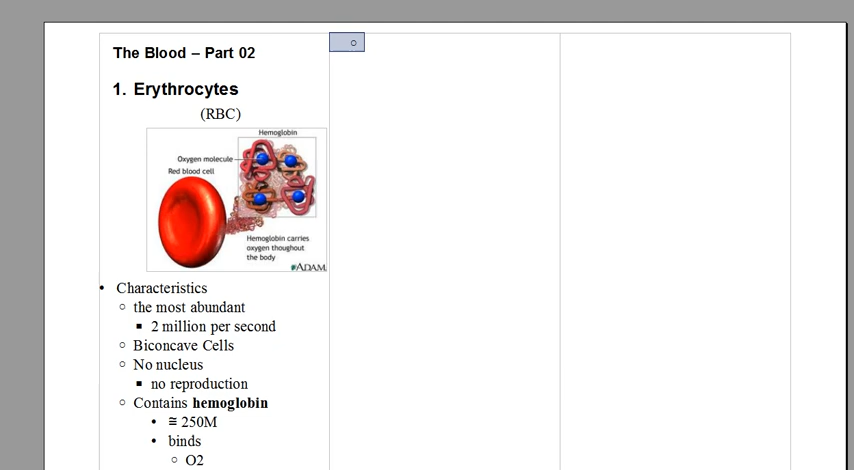 The Blood – Part 02
1. Erythrocytes
(RBC)
Hemoglobin
Oxygen molecule
Red blood cell
Hemoglobin carries
oxygen thoughout
the body
ADAM.
• Characteristics
○ the most abundant
▪ 2 million per second
○ Biconcave Cells
○ No nucleus
▪ no reproduction
○ Contains hemoglobin
• ≅ 250M
• binds
○ O2